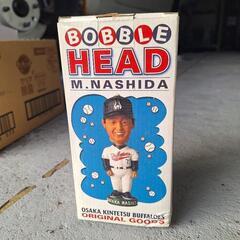 BOBBLE
HEAD
M.NASHIDA
OSAKA KINTETSU BUFFALOES
ORIGINAL GOODS